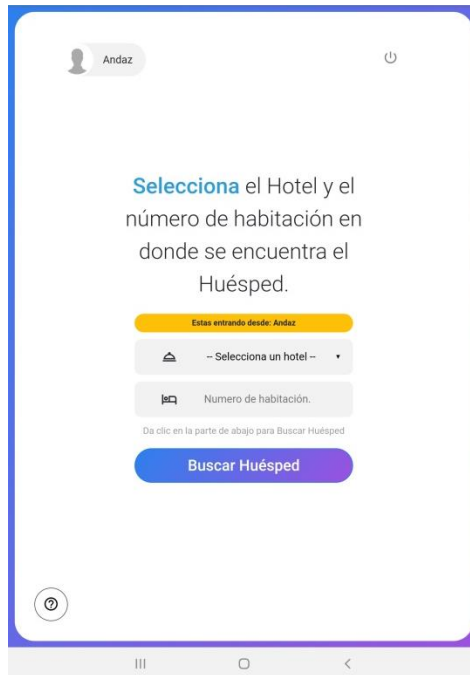 Andaz
Selecciona el Hotel y el
número de habitación en
donde se encuentra el
Huésped.
Estas entrando desde: Andaz
-- Selecciona un hotel --
Numero de habitación.
Da clic en la parte de abajo para Buscar Huésped
Buscar Huésped